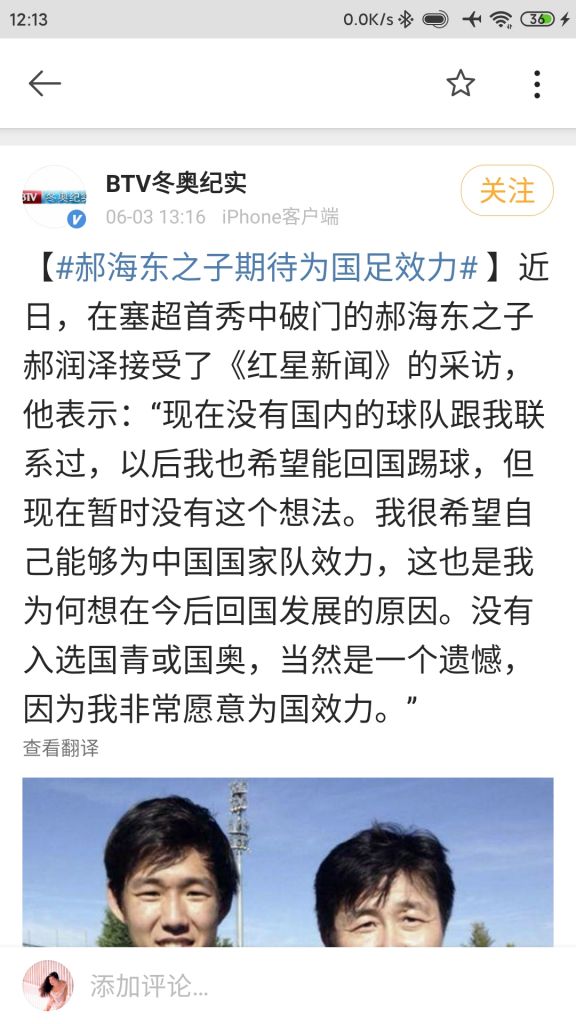 12:13
0.0K/s
36
BTV冬奥纪实
关注
06-03 13:16 iPhone客户端
【#郝海东之子期待为国足效力#】近
日，在塞超首秀中破门的郝海东之子
郝润泽接受了《红星新闻》的采访，
他表示：“现在没有国内的球队跟我联
系过，以后我也希望能回国踢球，但
现在暂时没有这个想法。我很希望自
己能够为中国国家队效力，这也是我
为何想在今后回国发展的原因。没有
入选国青或国奥，当然是一个遗憾，
因为我非常愿意为国效力。”
查看翻译
添加评论...